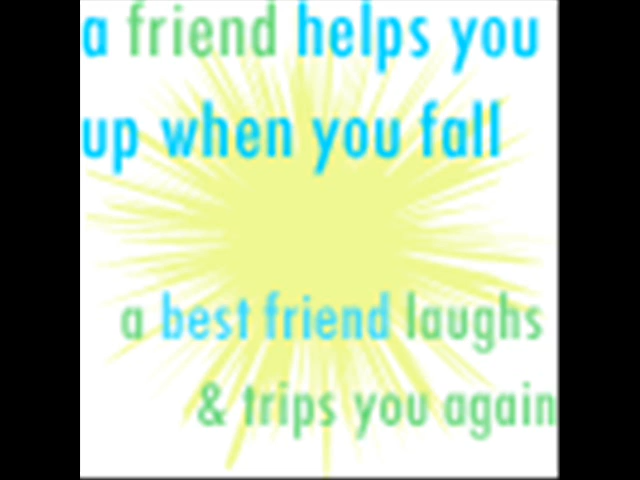 a friend helps you
up when you fall
a best friend laughs
& trips you again